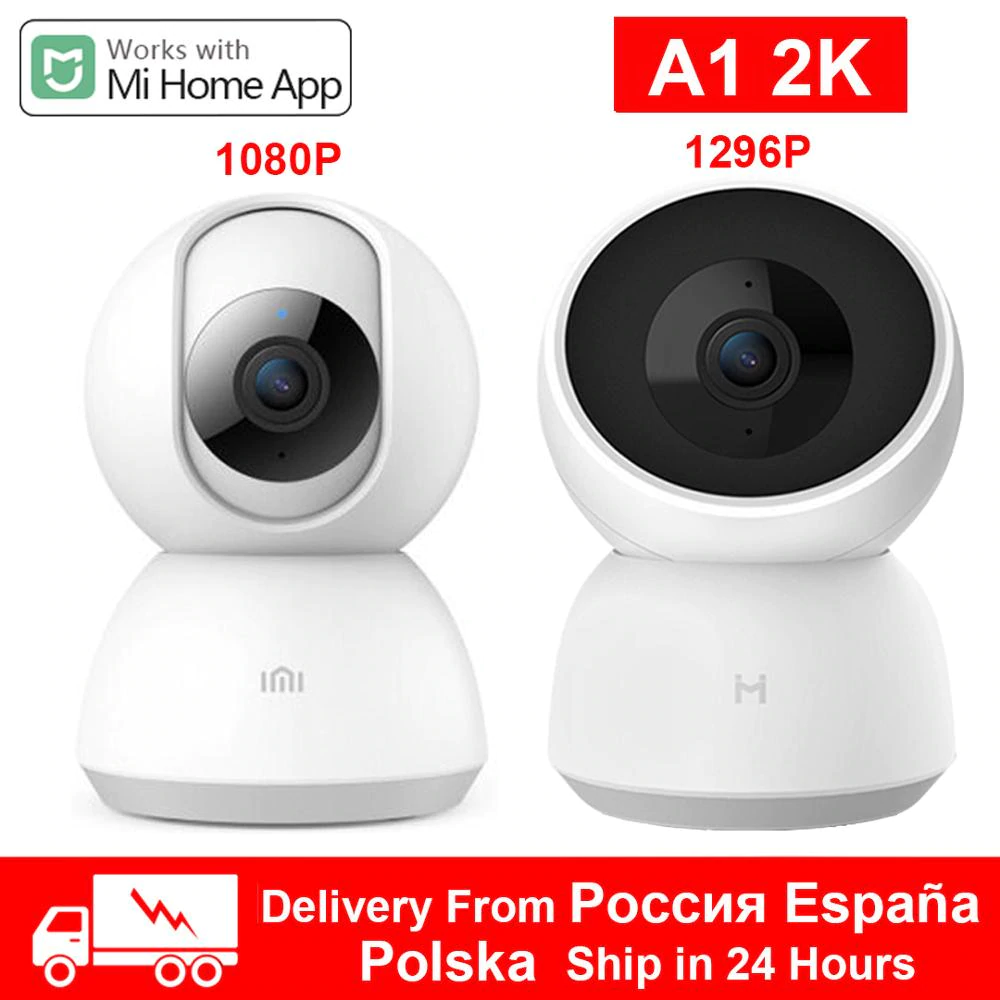 Works with
Mi Home App
A1 2K
1080P
1296P
IMI
Delivery From Россия España
Polska Ship in 24 Hours